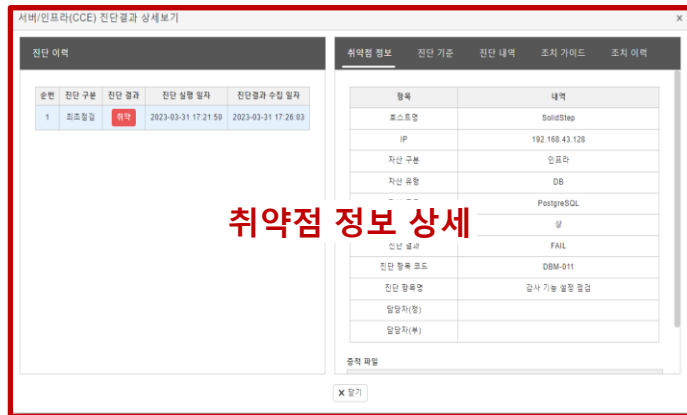 서버/인프라(CCE) 진단결과 상세보기 x
진단 이력
순번 진단 구분 진단 결과 진단 실행 일자 진단결과 수집 일자
1 최초점검 취약 2023-03-31 17:21:50 2023-03-31 17:26:03
취약점 정보 진단 기준 진단 내역 조치 가이드 조치 이력
항목 내역
호스트명 SolidStep
IP 192.168.43.128
자산 구분 인프라
자산 유형 DB
PostgreSQL
상
진단 결과 FAIL
진단 항목 코드 DBM-011
진단 항목명 감사 기능 설정 점검
담당자(정)
담당자(부)
증적 파일
취약점 정보 상세
x 닫기